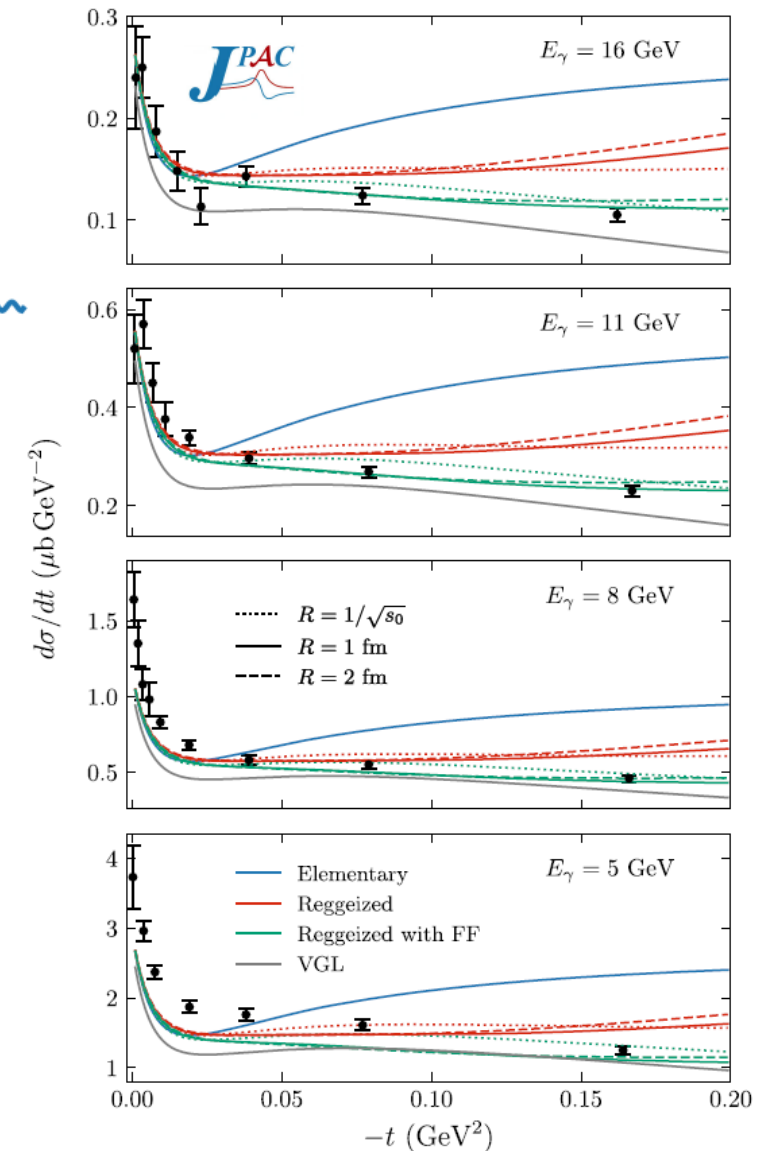 JPAC
E_γ = 16 GeV
0.3
0.2
0.1
E_γ = 11 GeV
0.6
0.4
0.2
dσ/dt (μb GeV⁻²)
E_γ = 8 GeV
R = 1/√s₀
R = 1 fm
R = 2 fm
1.5
1.0
0.5
E_γ = 5 GeV
Elementary
Reggeized
Reggeized with FF
VGL
4
3
2
1
0.00 0.05 0.10 0.15 0.20
−t (GeV²)